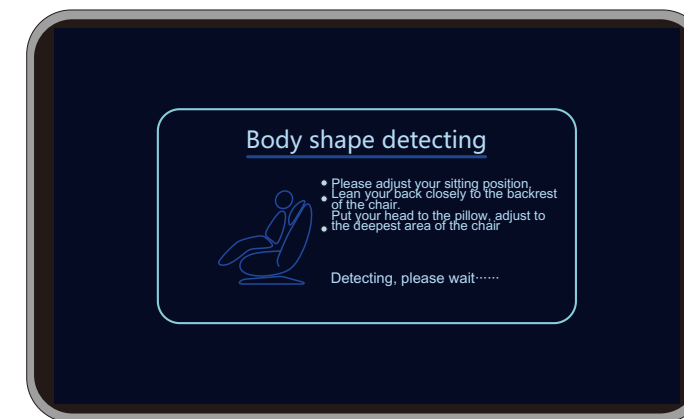 Body shape detecting
Please adjust your sitting position,
Lean your back closely to the backrest
of the chair.
Put your head to the pillow, adjust to
the deepest area of the chair
Detecting, please wait······